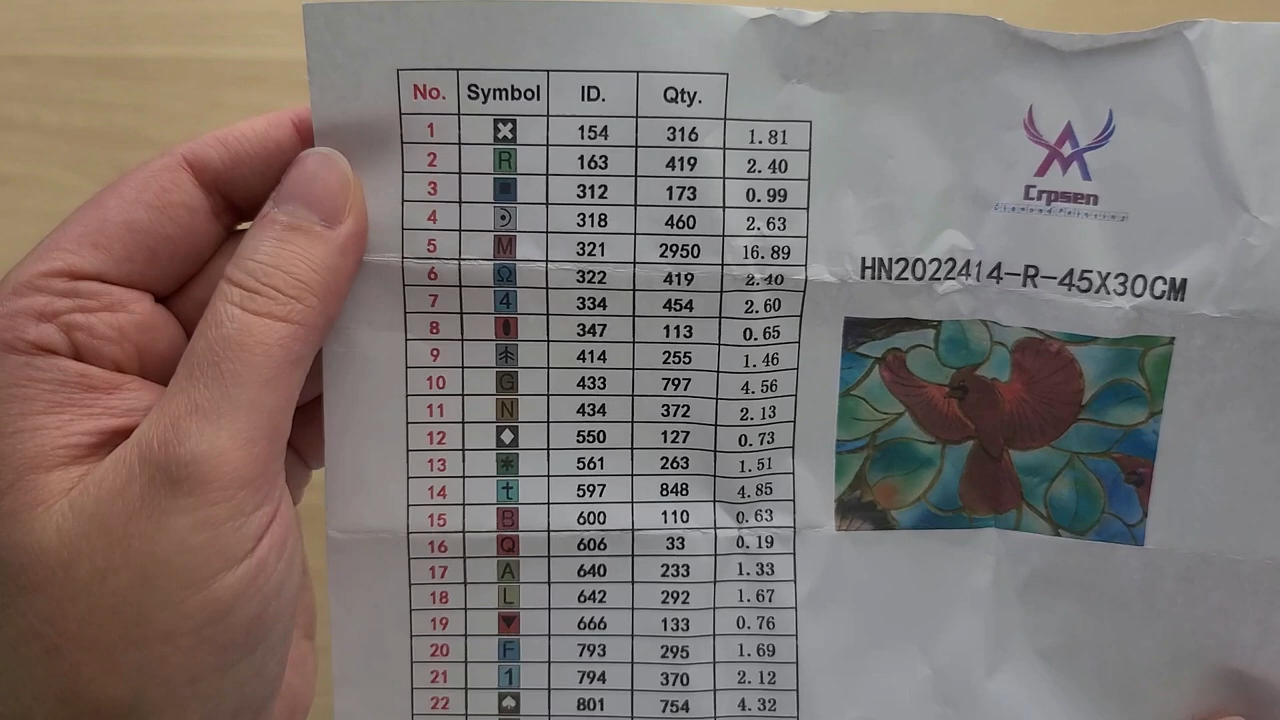 No. Symbol ID. Qty.
1 154 316 1.81
2 R 163 419 2.40
3 312 173 0.99
4 318 460 2.63
5 M 321 2950 16.89
6 Ω 322 419 2.40
7 4 334 454 2.60
8 347 113 0.65
9 414 255 1.46
10 G 433 797 4.56
11 N 434 372 2.13
12 550 127 0.73
13 561 263 1.51
14 t 597 848 4.85
15 B 600 110 0.63
16 Q 606 33 0.19
17 A 640 233 1.33
18 L 642 292 1.67
19 666 133 0.76
20 F 793 295 1.69
21 1 794 370 2.12
22 801 754 4.32
Crpsen
Diamond Painting
HN2022414-R-45X30CM